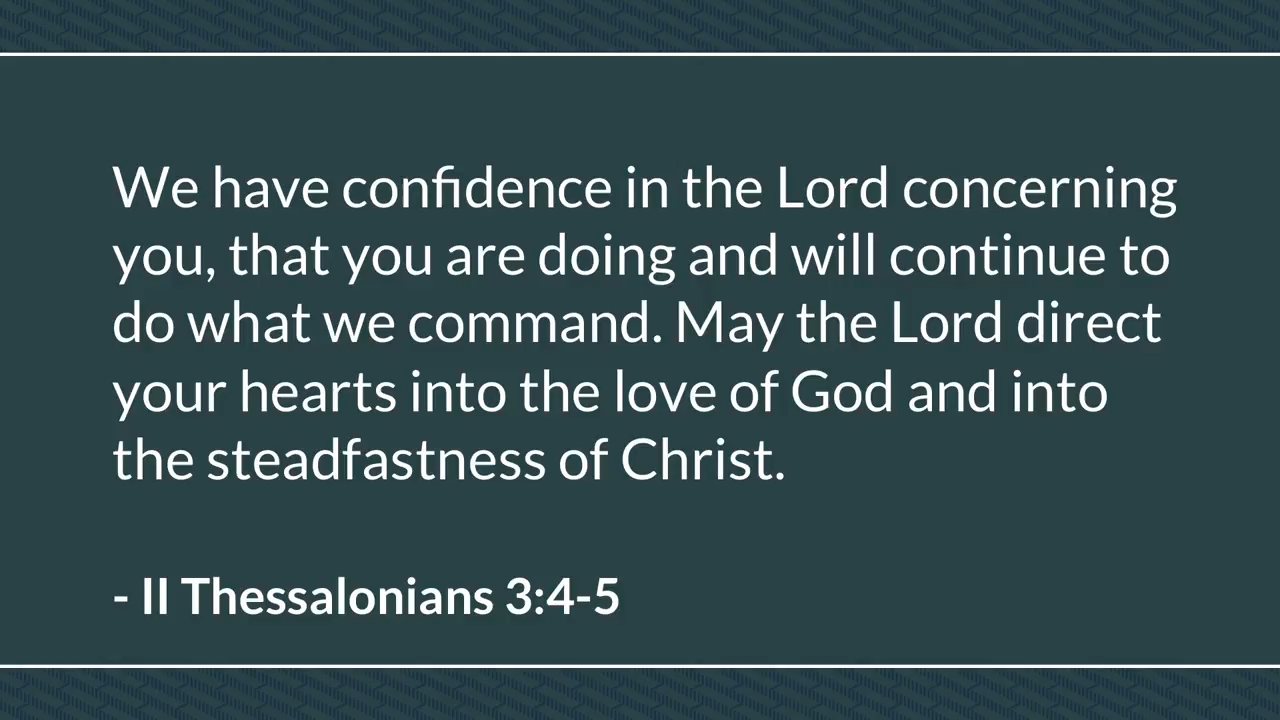 We have confidence in the Lord concerning
you, that you are doing and will continue to
do what we command. May the Lord direct
your hearts into the love of God and into
the steadfastness of Christ.
- II Thessalonians 3:4-5